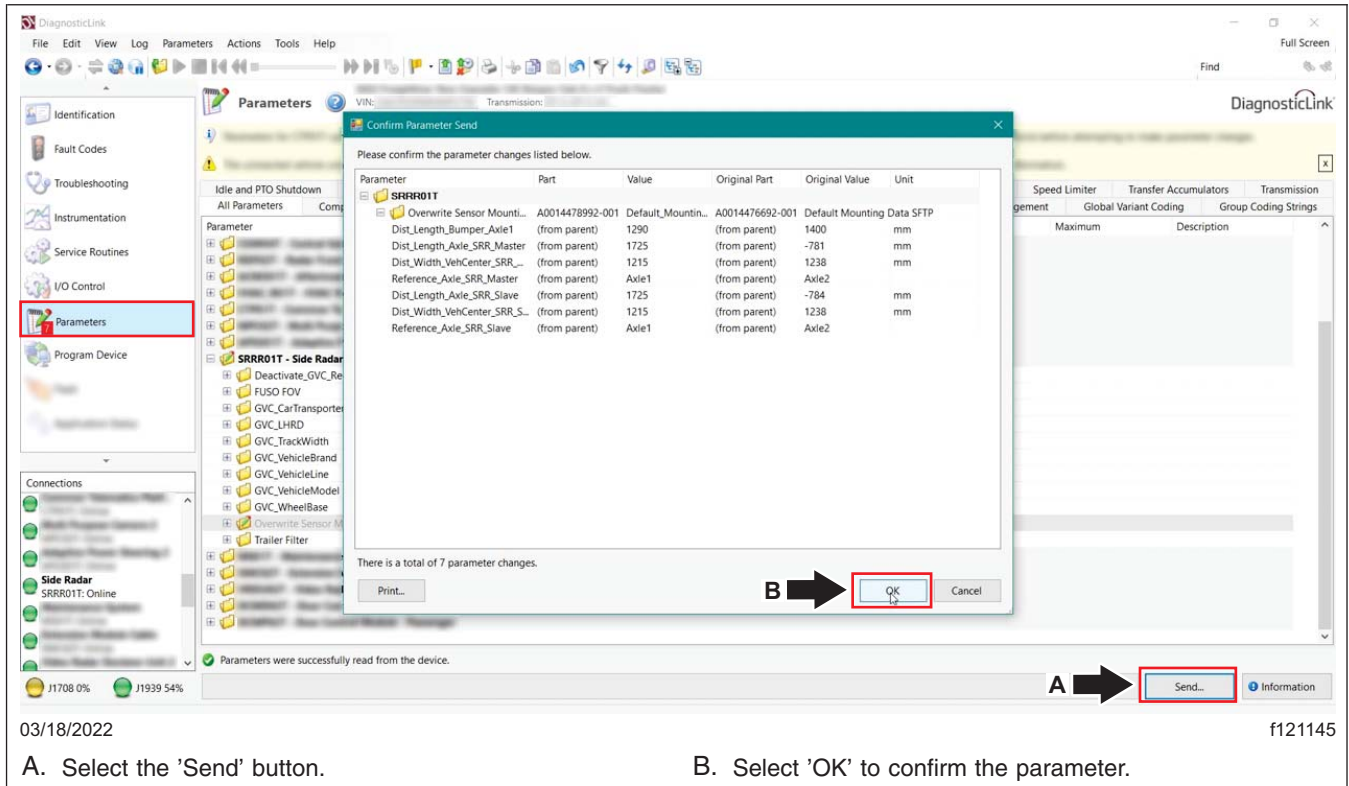 DiagnosticLink
File Edit View Log Parameters Actions Tools Help
Full Screen
Find
Identification
Fault Codes
Troubleshooting
Instrumentation
Service Routines
I/O Control
7
Parameters
Program Device
Parameters
VIN:
Transmission:
DiagnosticLink
Confirm Parameter Send
Please confirm the parameter changes listed below.
Parameter Part Value Original Part Original Value Unit
SRRR01T
Overwrite Sensor Mounti... A0014478992-001 Default_Mountin... A0014476692-001 Default Mounting Data SFTP
Dist_Length_Bumper_Axle1 (from parent) 1290 (from parent) 1400 mm
Dist_Length_Axle_SRR_Master (from parent) 1725 (from parent) -781 mm
Dist_Width_VehCenter_SRR_... (from parent) 1215 (from parent) 1238 mm
Reference_Axle_SRR_Master (from parent) Axle1 (from parent) Axle2
Dist_Length_Axle_SRR_Slave (from parent) 1725 (from parent) -784 mm
Dist_Width_VehCenter_SRR_S... (from parent) 1215 (from parent) 1238 mm
Reference_Axle_SRR_Slave (from parent) Axle1 (from parent) Axle2
There is a total of 7 parameter changes.
Print...
B
OK
Cancel
Idle and PTO Shutdown
Speed Limiter Transfer Accumulators Transmission
All Parameters Comp
gement Global Variant Coding Group Coding Strings
Parameter
Maximum Description
SRRR01T - Side Radar
Deactivate_GVC_Re
FUSO FOV
GVC_CarTransporter
GVC_LHRD
GVC_TrackWidth
GVC_VehicleBrand
GVC_VehicleLine
GVC_VehicleModel
GVC_WheelBase
Overwrite Sensor M
Trailer Filter
Connections
Side Radar
SRRR01T: Online
Parameters were successfully read from the device.
J1708 0% J1939 54%
A
Send...
Information
03/18/2022
f121145
A. Select the ’Send’ button.
B. Select ’OK’ to confirm the parameter.